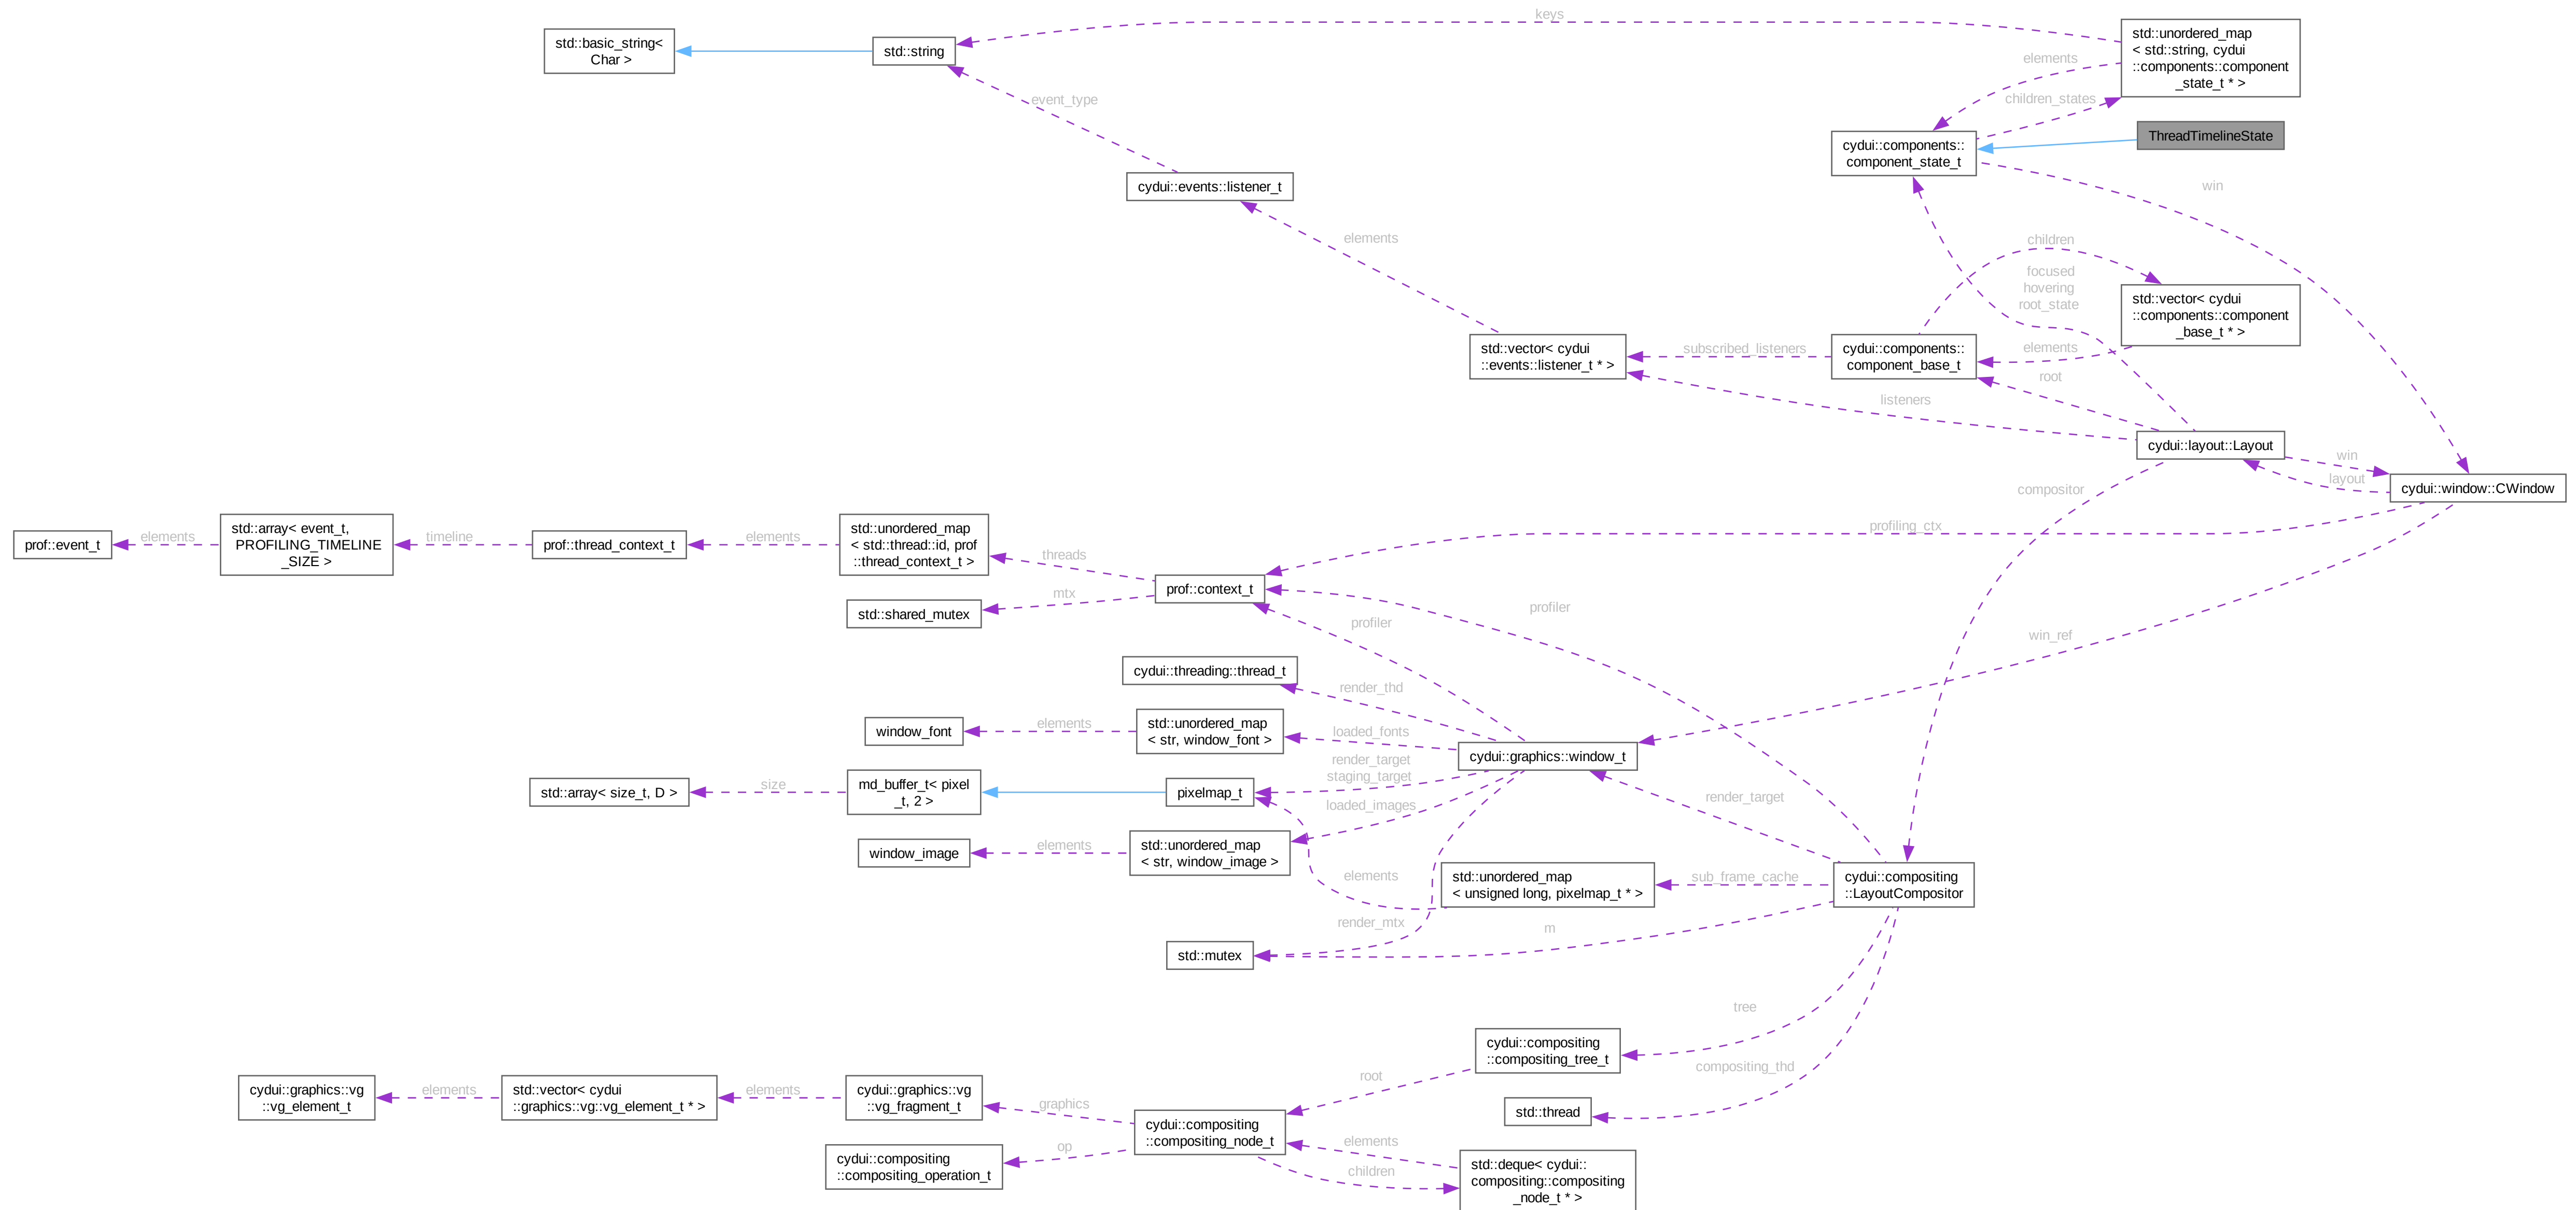 keys
std::unordered_map
< std::string, cydui
::components::component
_state_t * >
std::basic_string<
Char >
std::string
elements
children_states
event_type
ThreadTimelineState
cydui::components::
component_state_t
cydui::events::listener_t
win
elements
children
focused
hovering
root_state
std::vector< cydui
::components::component
_base_t * >
std::vector< cydui
::events::listener_t * >
subscribed_listeners
cydui::components::
component_base_t
elements
root
listeners
cydui::layout::Layout
win
layout
cydui::window::CWindow
compositor
profiling_ctx
prof::event_t
elements
std::array< event_t,
PROFILING_TIMELINE
_SIZE >
timeline
prof::thread_context_t
elements
std::unordered_map
< std::thread::id, prof
::thread_context_t >
threads
mtx
prof::context_t
std::shared_mutex
profiler
profiler
win_ref
cydui::threading::thread_t
render_thd
window_font
elements
std::unordered_map
< str, window_font >
loaded_fonts
cydui::graphics::window_t
render_target
staging_target
std::array< size_t, D >
size
md_buffer_t< pixel
_t, 2 >
pixelmap_t
loaded_images
render_target
window_image
elements
std::unordered_map
< str, window_image >
elements
std::unordered_map
< unsigned long, pixelmap_t * >
sub_frame_cache
cydui::compositing
::LayoutCompositor
render_mtx
m
std::mutex
tree
cydui::compositing
::compositing_tree_t
compositing_thd
root
std::thread
cydui::graphics::vg
::vg_element_t
elements
std::vector< cydui
::graphics::vg::vg_element_t * >
elements
cydui::graphics::vg
::vg_fragment_t
graphics
cydui::compositing
::compositing_node_t
op
cydui::compositing
::compositing_operation_t
elements
children
std::deque< cydui::
compositing::compositing
_node_t * >